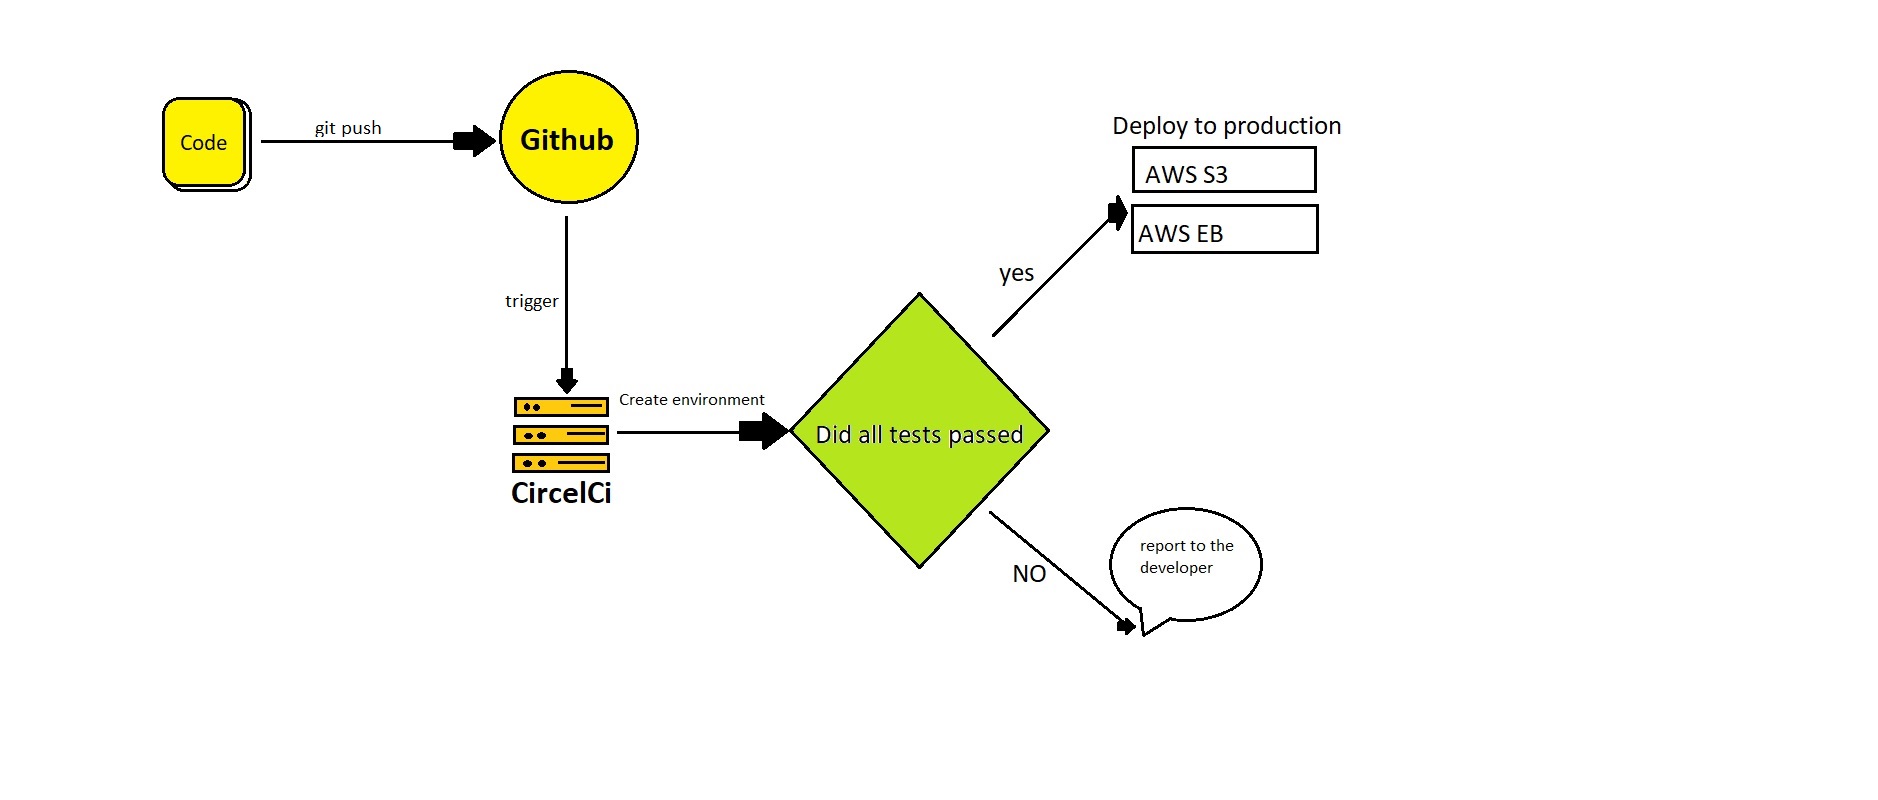 Code
git push
Github
trigger
CircelCi
Create environment
Did all tests passed
yes
Deploy to production
AWS S3
AWS EB
NO
report to the
developer